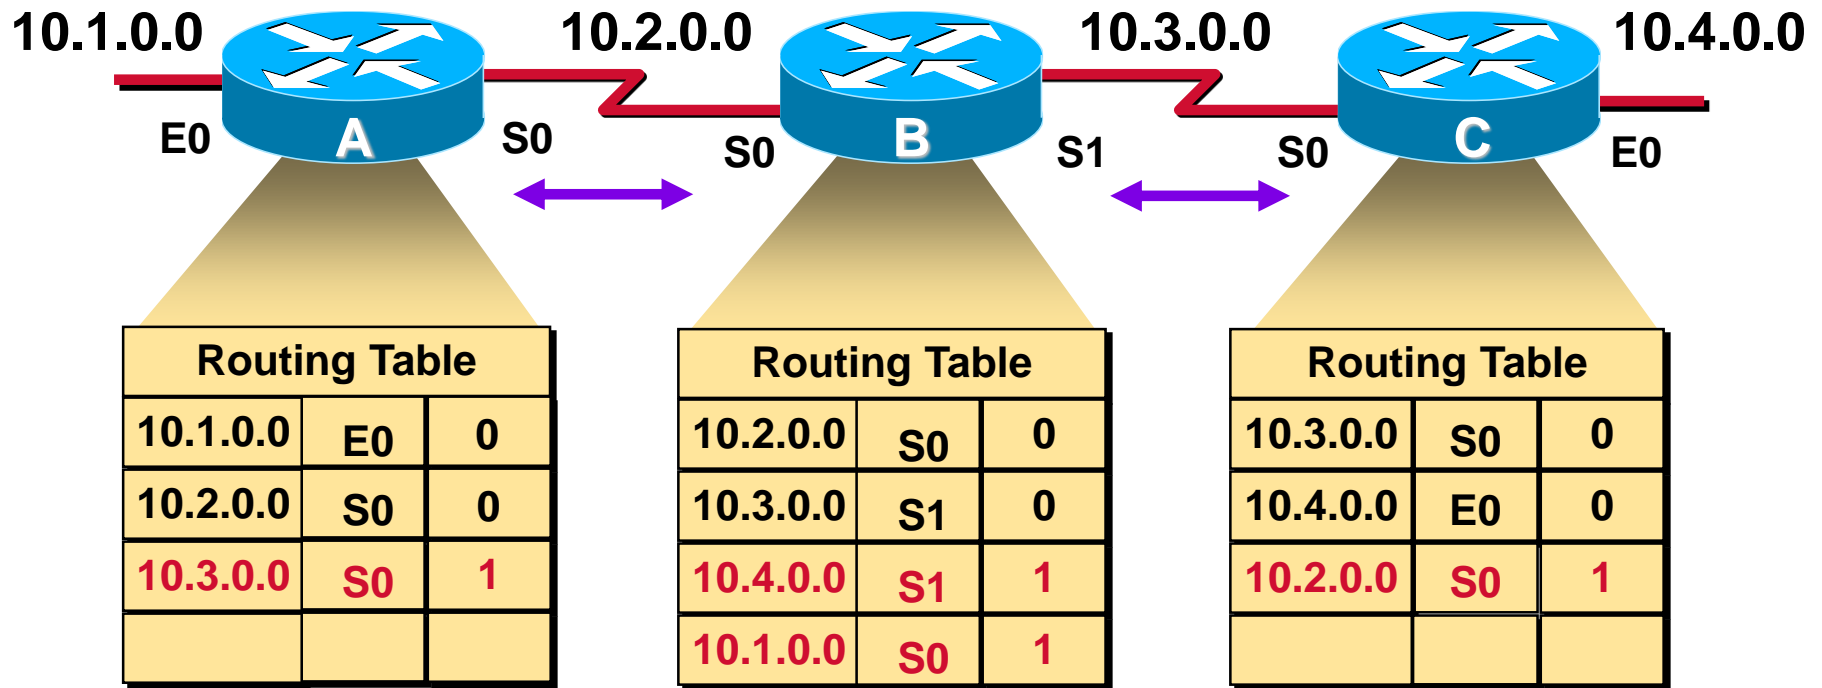 10.1.0.0 10.2.0.0 10.3.0.0 10.4.0.0
A B C
E0 S0 S0 S1 S0 E0
Routing Table
10.1.0.0 E0 0
10.2.0.0 S0 0
10.3.0.0 S0 1
Routing Table
10.2.0.0 S0 0
10.3.0.0 S1 0
10.4.0.0 S1 1
10.1.0.0 S0 1
Routing Table
10.3.0.0 S0 0
10.4.0.0 E0 0
10.2.0.0 S0 1